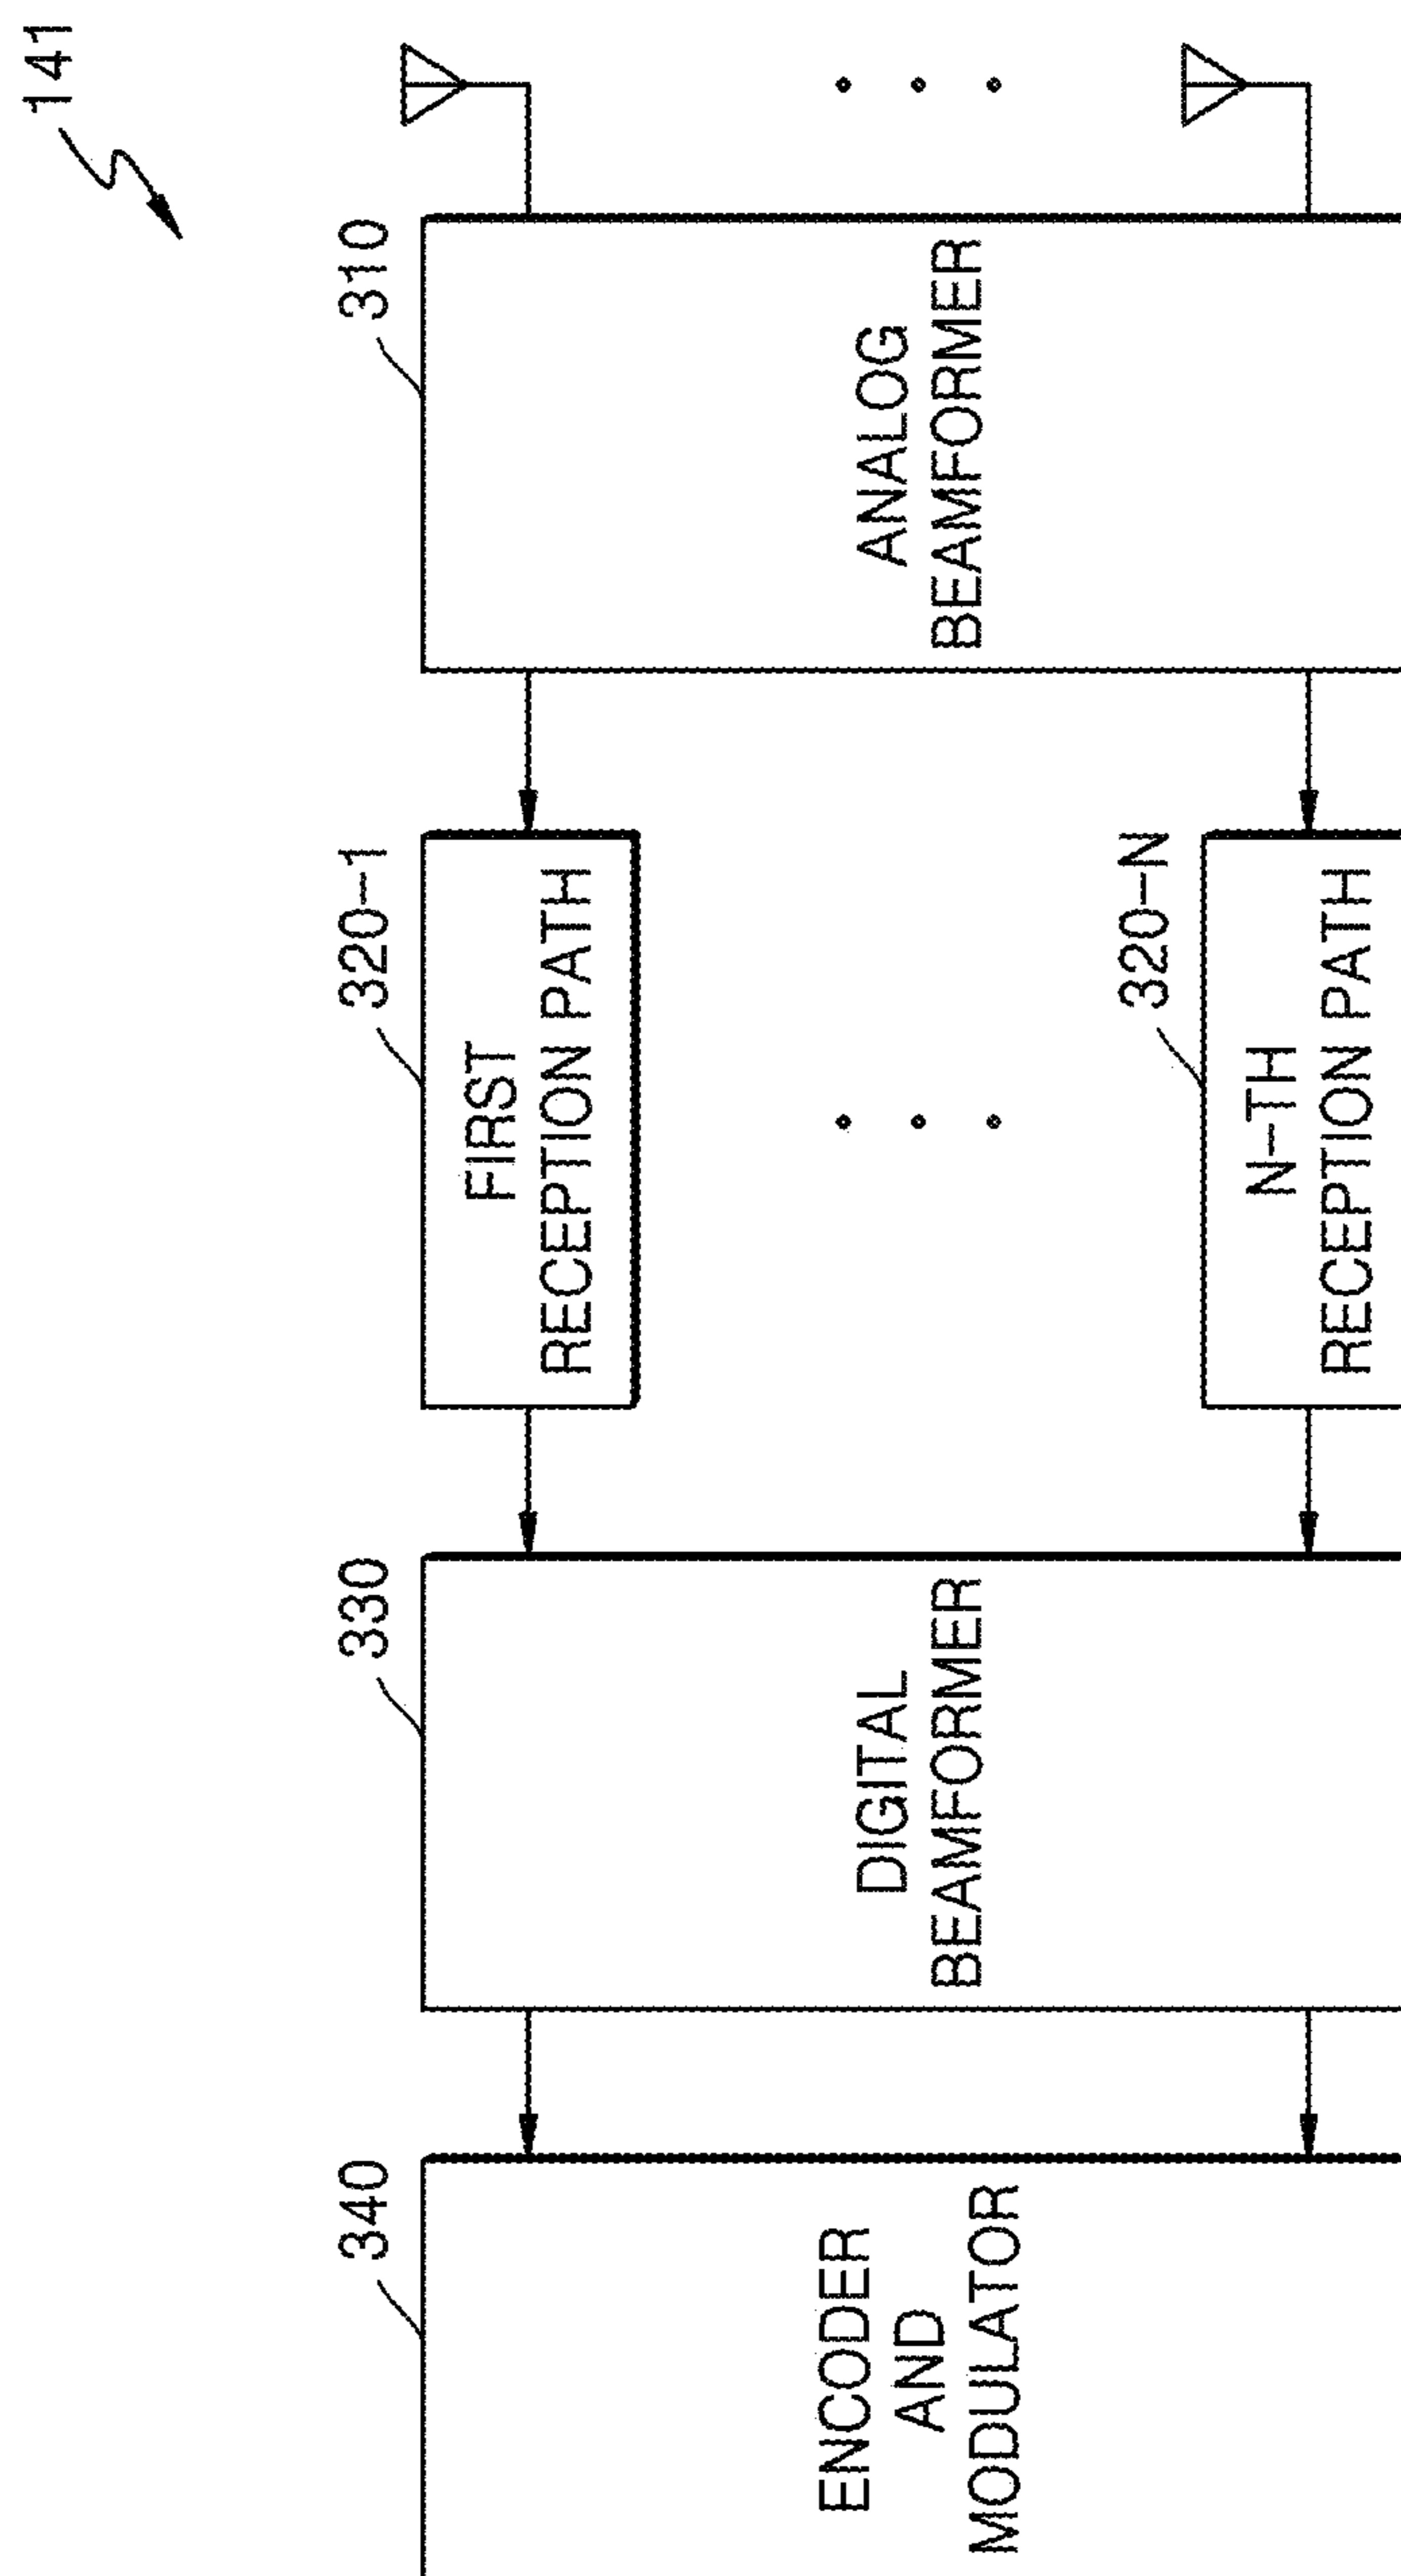 141
340
ENCODER
AND
MODULATOR
330
DIGITAL
BEAMFORMER
320-1
FIRST
RECEPTION PATH
320-N
N-TH
RECEPTION PATH
310
ANALOG
BEAMFORMER